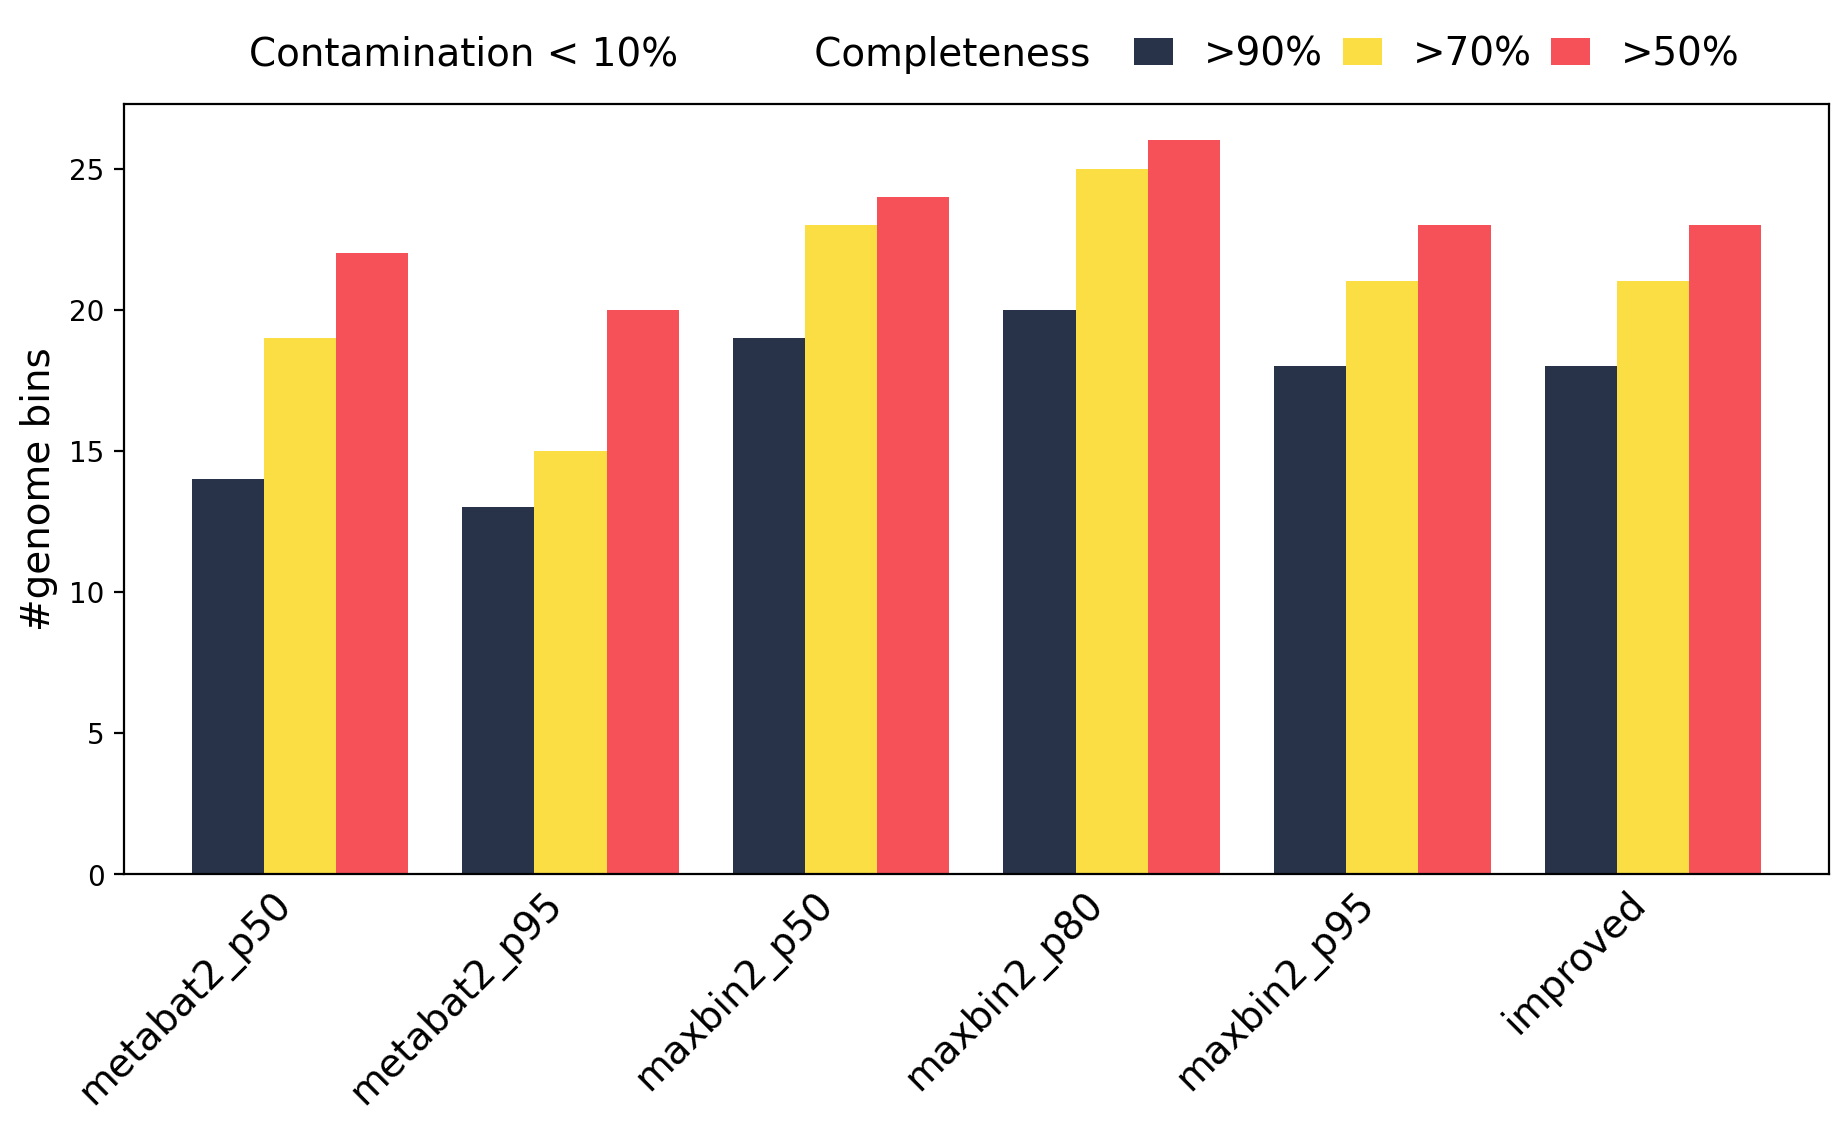 Contamination < 10% Completeness >90% >70% >50%
#genome bins
25
20
15
10
5
0
metabat2_p50
metabat2_p95
maxbin2_p50
maxbin2_p80
maxbin2_p95
improved